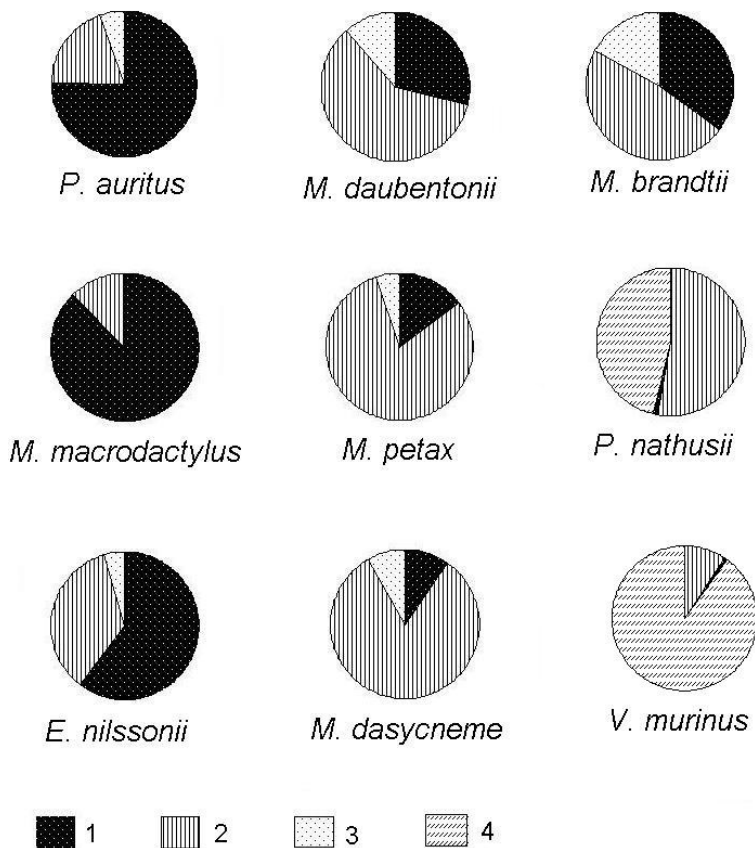 P. auritus M. daubentonii M. brandtii
M. macrodactylus M. petax P. nathusii
E. nilssonii M. dasycneme V. murinus
1 2 3 4